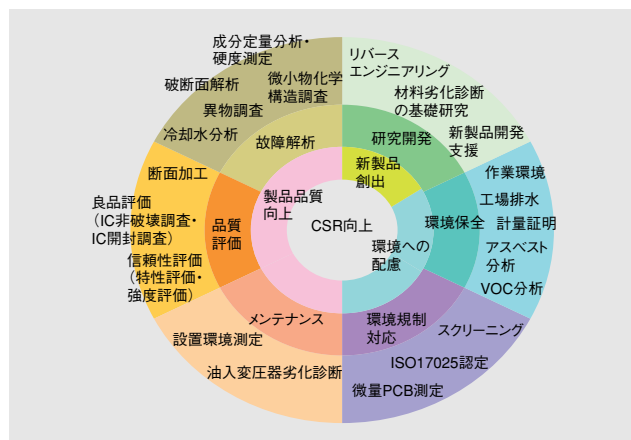 成分定量分析・
硬度測定
破断面解析
微小物化学
構造調査
異物調査
冷却水分析
故障解析
リバース
エンジニアリング
材料劣化診断
の基礎研究
新製品開発
支援
研究開発
新製品
創出
断面加工
良品評価
(IC非破壊調査・
IC開封調査)
信頼性評価
(特性評価・
強度評価)
品質
評価
製品品質
向上
CSR向上
環境への
配慮
環境保全
作業環境
工場排水
計量証明
アスベスト
分析
VOC分析
メンテナンス
設置環境測定
油入変圧器劣化診断
環境規制
対応
スクリーニング
ISO17025認定
微量PCB測定